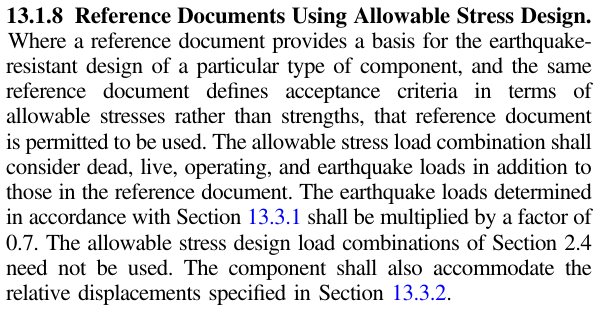 13.1.8 Reference Documents Using Allowable Stress Design.
Where a reference document provides a basis for the earthquake-
resistant design of a particular type of component, and the same
reference document defines acceptance criteria in terms of
allowable stresses rather than strengths, that reference document
is permitted to be used. The allowable stress load combination shall
consider dead, live, operating, and earthquake loads in addition to
those in the reference document. The earthquake loads determined
in accordance with Section 13.3.1 shall be multiplied by a factor of
0.7. The allowable stress design load combinations of Section 2.4
need not be used. The component shall also accommodate the
relative displacements specified in Section 13.3.2.